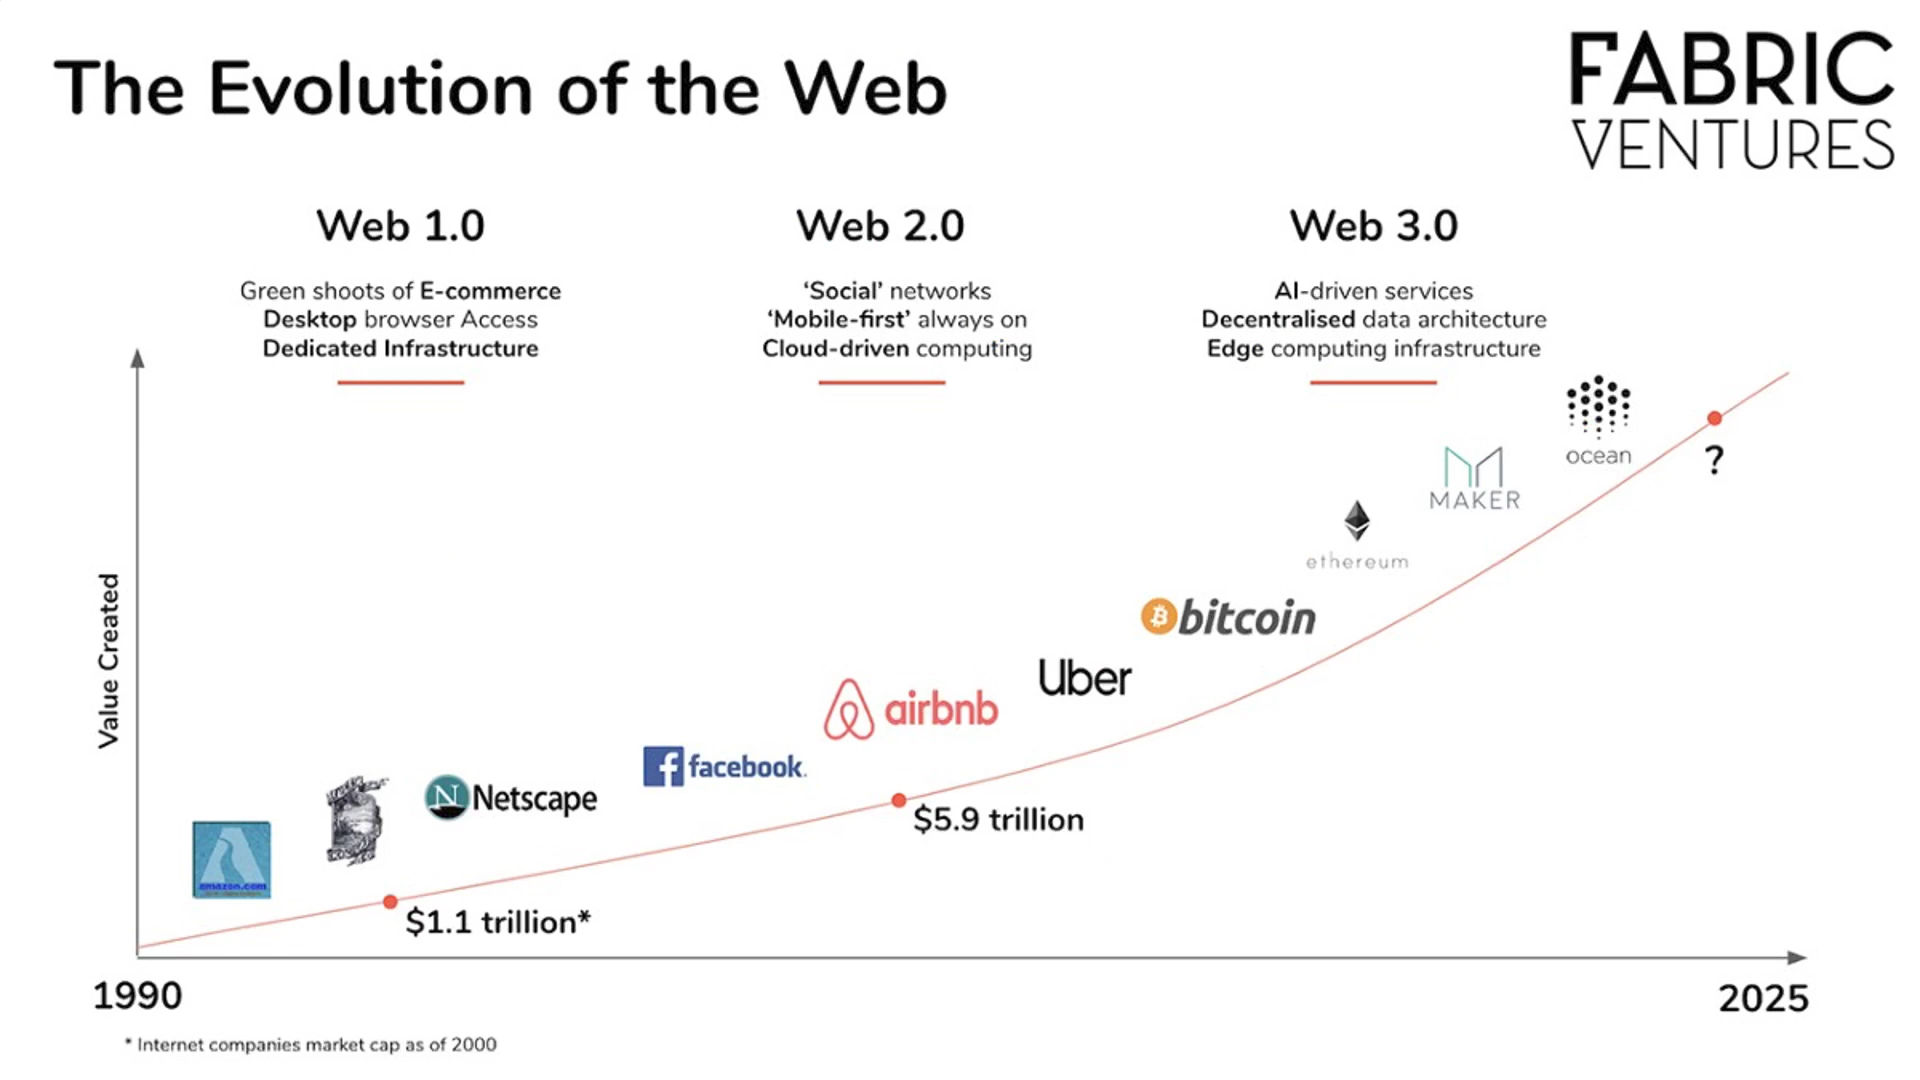 The Evolution of the Web
FABRIC
VENTURES
Web 1.0
Green shoots of E-commerce
Desktop browser Access
Dedicated Infrastructure
Web 2.0
‘Social’ networks
‘Mobile-first’ always on
Cloud-driven computing
Web 3.0
AI-driven services
Decentralised data architecture
Edge computing infrastructure
Value Created
amazon.com
Netscape
facebook.
airbnb
Uber
bitcoin
ethereum
MAKER
ocean
?
$1.1 trillion*
$5.9 trillion
1990
2025
* Internet companies market cap as of 2000